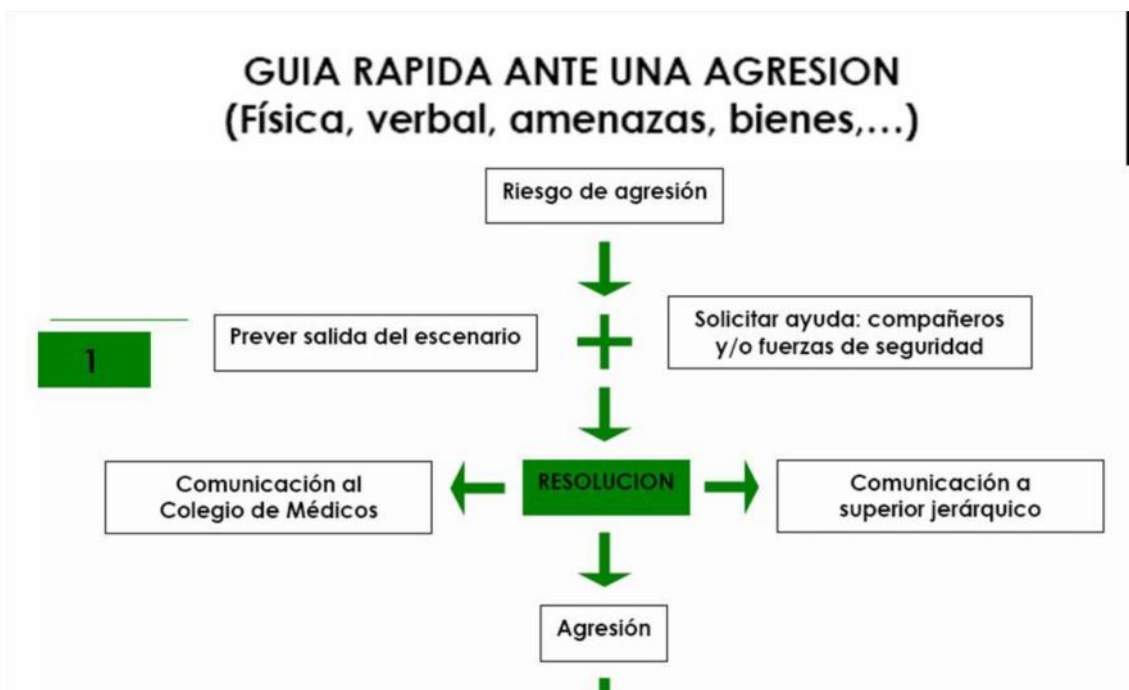 GUIA RAPIDA ANTE UNA AGRESION
(Física, verbal, amenazas, bienes,...)
Riesgo de agresión
1
Prever salida del escenario
Solicitar ayuda: compañeros
y/o fuerzas de seguridad
Comunicación al
Colegio de Médicos
RESOLUCION
Comunicación a
superior jerárquico
Agresión